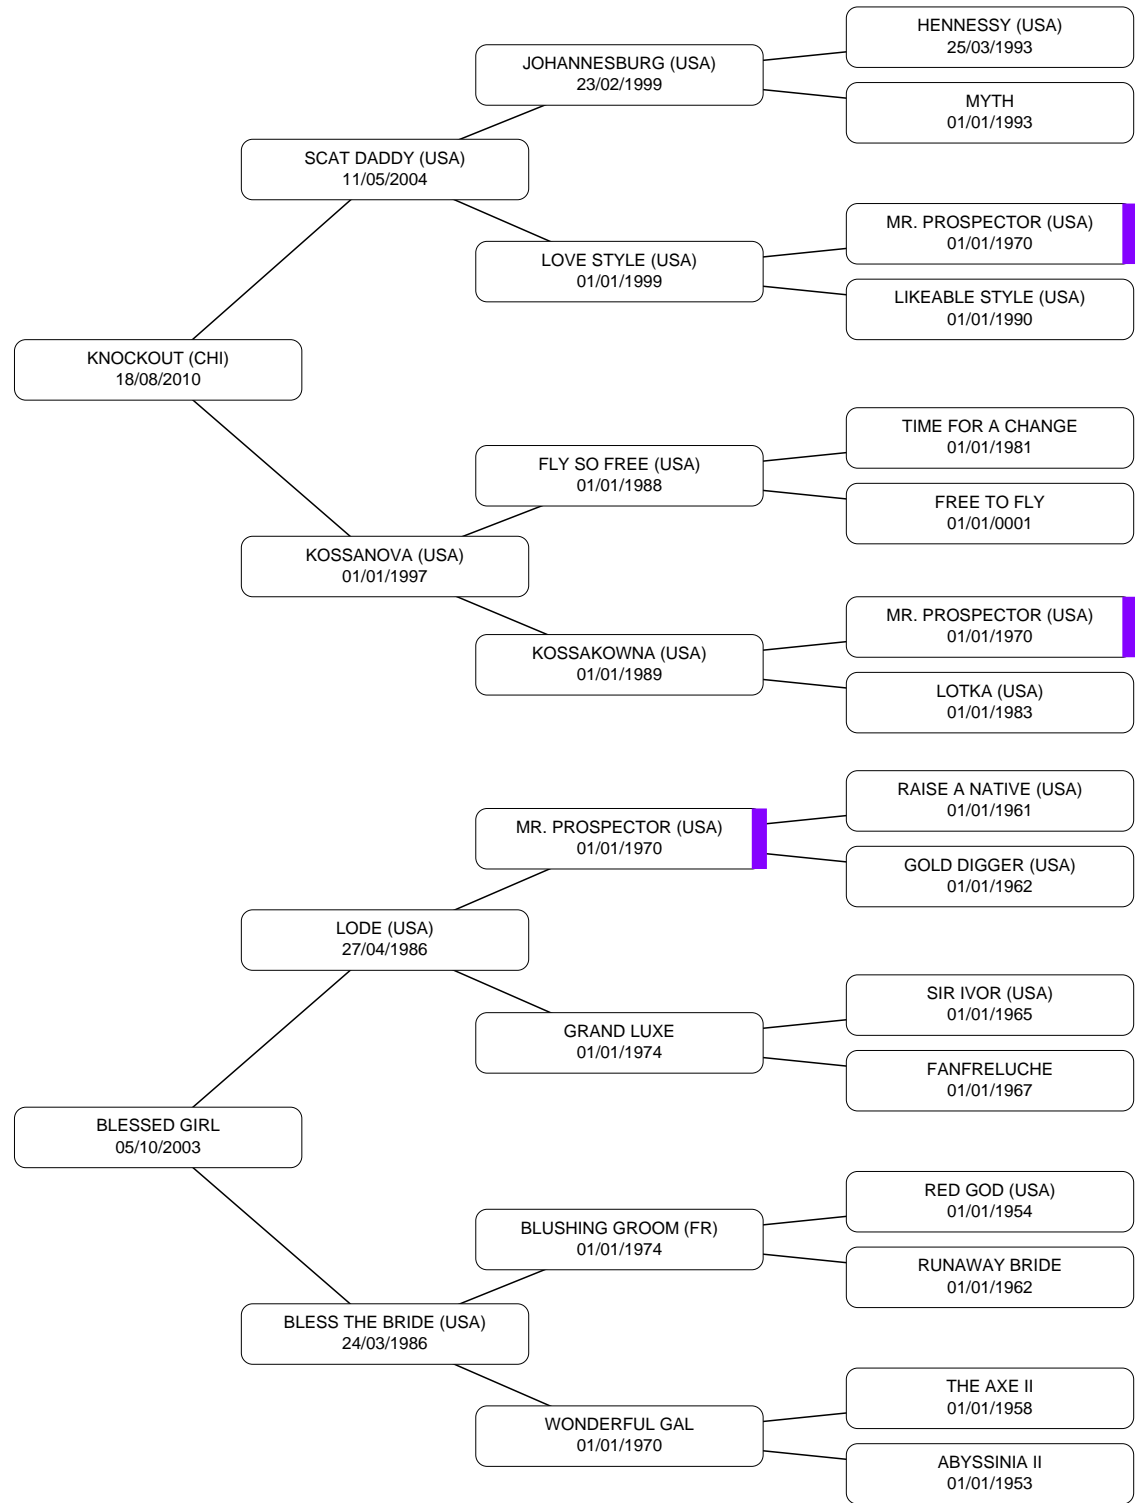 HENNESSY (USA)
25/03/1993
JOHANNESBURG (USA)
23/02/1999
MYTH
01/01/1993
SCAT DADDY (USA)
11/05/2004
MR. PROSPECTOR (USA)
01/01/1970
LOVE STYLE (USA)
01/01/1999
LIKEABLE STYLE (USA)
01/01/1990
KNOCKOUT (CHI)
18/08/2010
TIME FOR A CHANGE
01/01/1981
FLY SO FREE (USA)
01/01/1988
FREE TO FLY
01/01/0001
KOSSANOVA (USA)
01/01/1997
MR. PROSPECTOR (USA)
01/01/1970
KOSSAKOWNA (USA)
01/01/1989
LOTKA (USA)
01/01/1983
RAISE A NATIVE (USA)
01/01/1961
MR. PROSPECTOR (USA)
01/01/1970
GOLD DIGGER (USA)
01/01/1962
LODE (USA)
27/04/1986
SIR IVOR (USA)
01/01/1965
GRAND LUXE
01/01/1974
FANFRELUCHE
01/01/1967
BLESSED GIRL
05/10/2003
RED GOD (USA)
01/01/1954
BLUSHING GROOM (FR)
01/01/1974
RUNAWAY BRIDE
01/01/1962
BLESS THE BRIDE (USA)
24/03/1986
THE AXE II
01/01/1958
WONDERFUL GAL
01/01/1970
ABYSSINIA II
01/01/1953